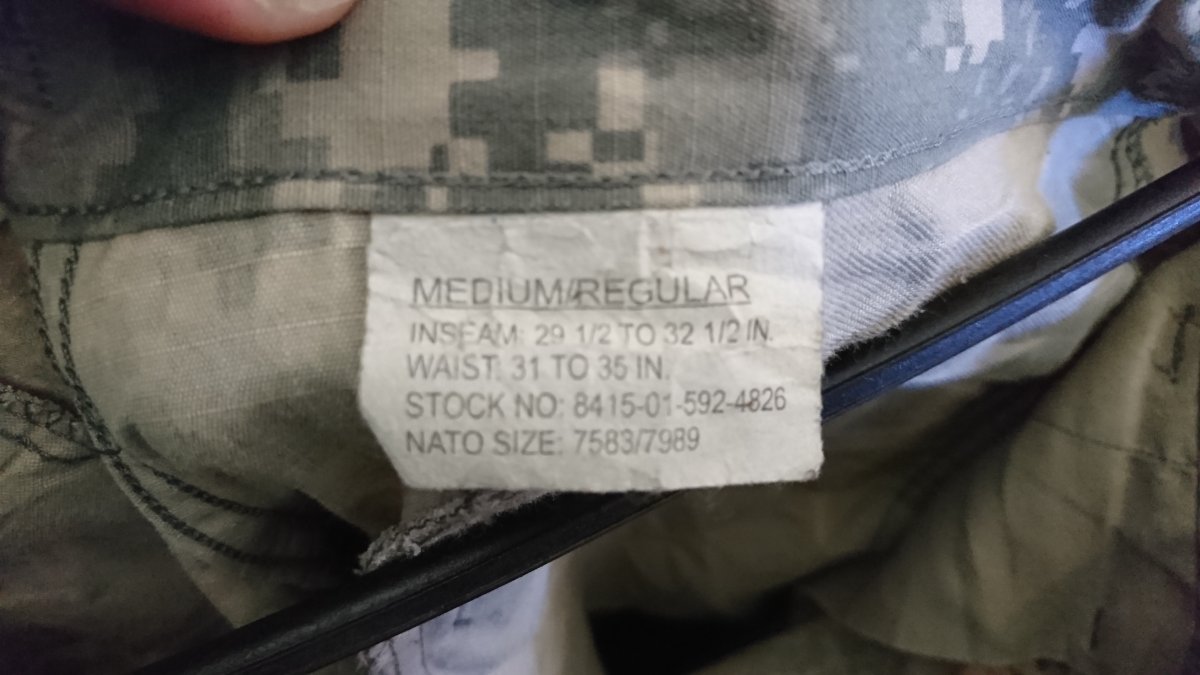 MEDIUM/REGULAR
INSEAM: 29 1/2 TO 32 1/2 IN.
WAIST: 31 TO 35 IN.
STOCK NO: 8415-01-592-4826
NATO SIZE: 7583/7989